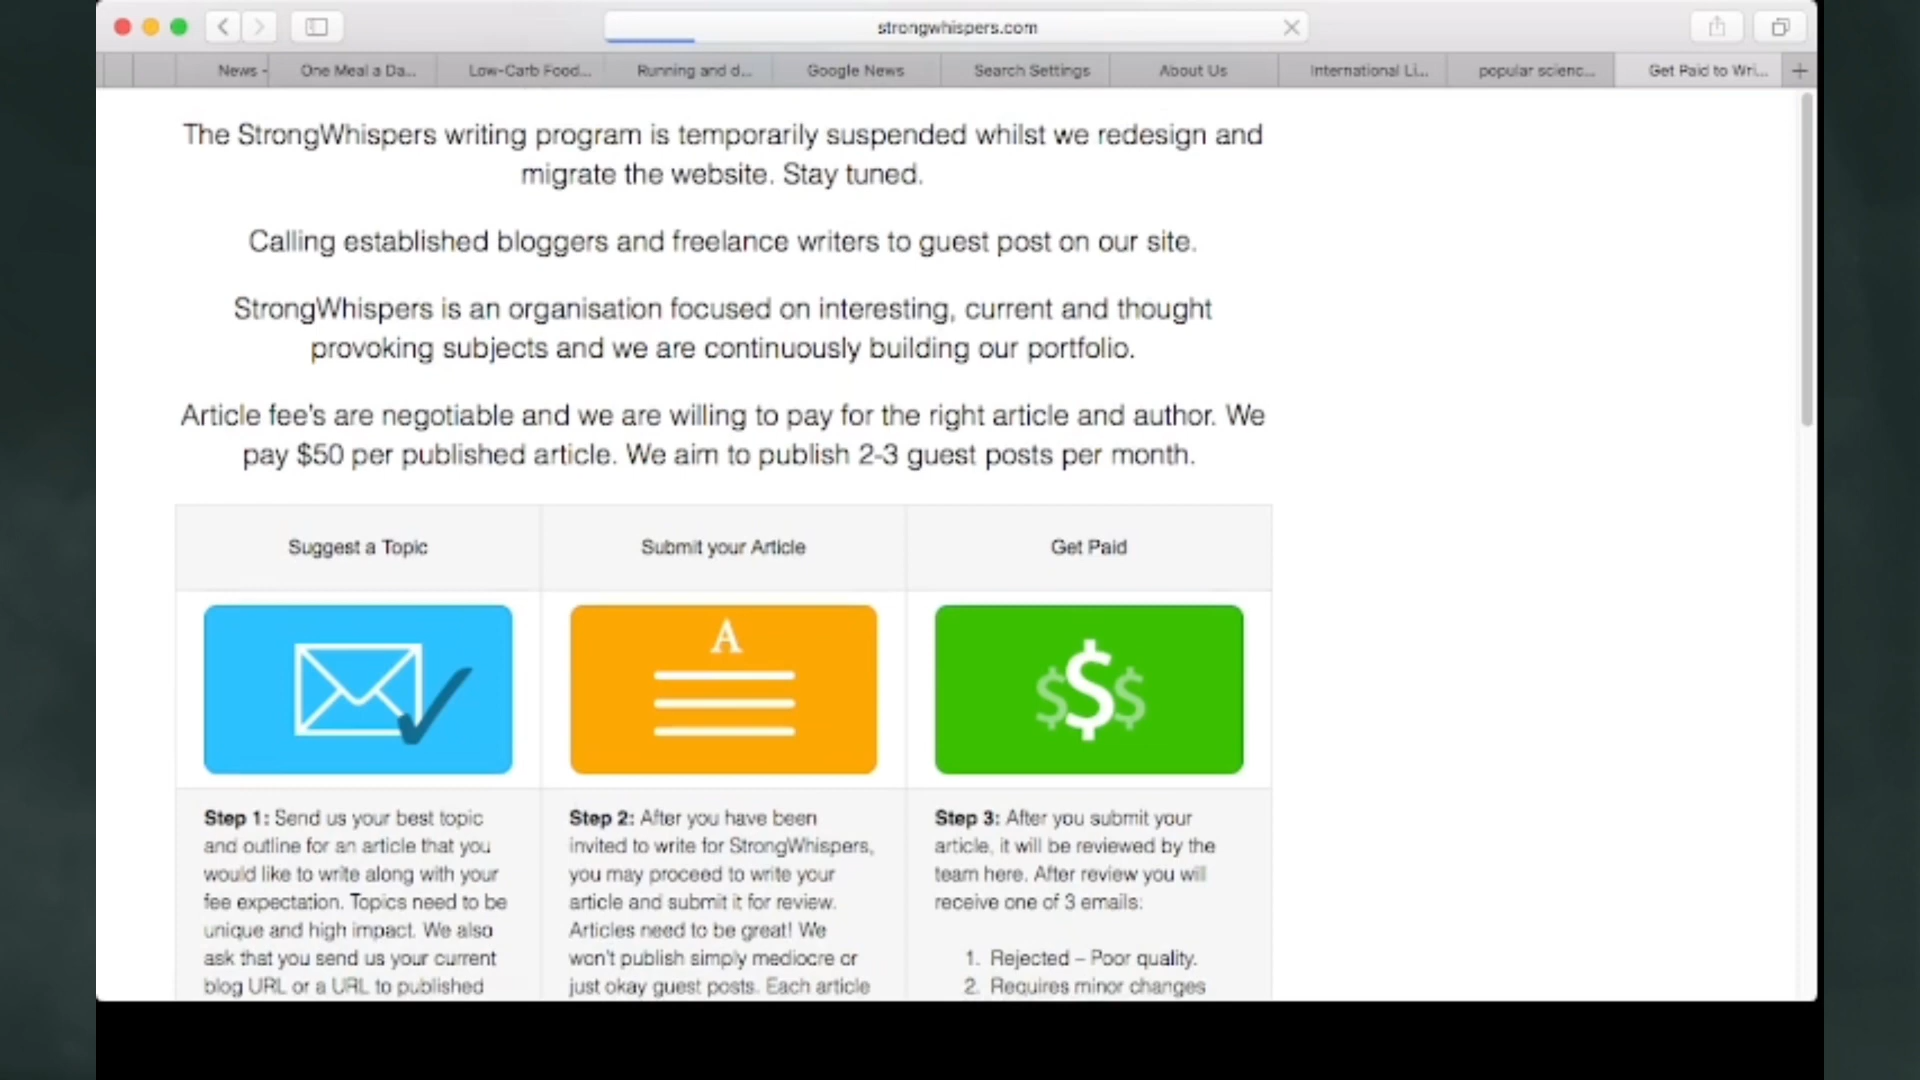 strongwhispers.com
News -
One Meal a Da...
Low-Carb Food...
Running and d...
Google News
Search Settings
About Us
International Li...
popular scienc...
Get Paid to Wri...
The StrongWhispers writing program is temporarily suspended whilst we redesign and
migrate the website. Stay tuned.
Calling established bloggers and freelance writers to guest post on our site.
StrongWhispers is an organisation focused on interesting, current and thought
provoking subjects and we are continuously building our portfolio.
Article fee's are negotiable and we are willing to pay for the right article and author. We
pay $50 per published article. We aim to publish 2-3 guest posts per month.
Suggest a Topic
Submit your Article
Get Paid
A
$$$
Step 1: Send us your best topic
and outline for an article that you
would like to write along with your
fee expectation. Topics need to be
unique and high impact. We also
ask that you send us your current
blog URL or a URL to published
Step 2: After you have been
invited to write for StrongWhispers,
you may proceed to write your
article and submit it for review.
Articles need to be great! We
won't publish simply mediocre or
just okay guest posts. Each article
Step 3: After you submit your
article, it will be reviewed by the
team here. After review you will
receive one of 3 emails:
1. Rejected – Poor quality.
2. Requires minor changes